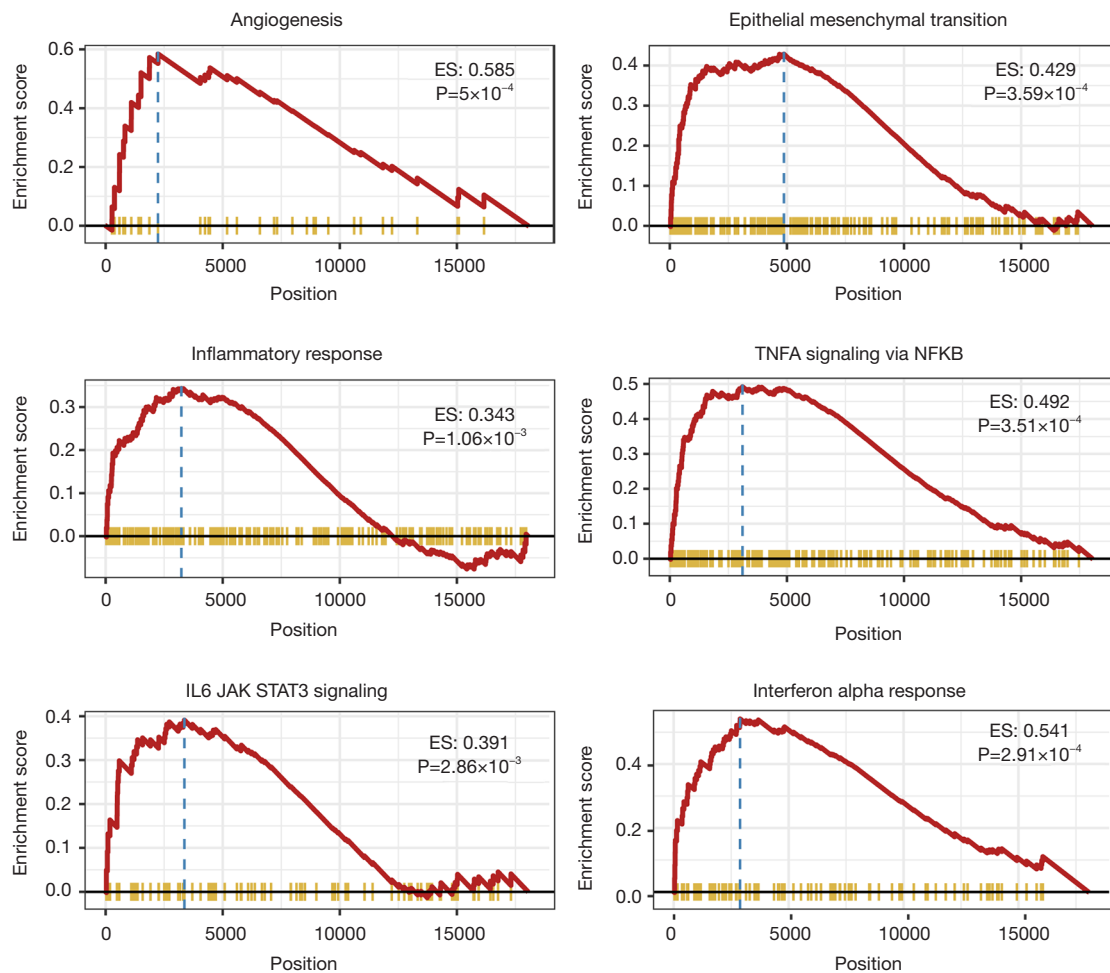 Angiogenesis
Enrichment score
0.6
0.4
0.2
0.0
ES: 0.585
P=5×10⁻⁴
0 5000 10000 15000
Position
Epithelial mesenchymal transition
Enrichment score
0.4
0.3
0.2
0.1
0.0
ES: 0.429
P=3.59×10⁻⁴
0 5000 10000 15000
Position
Inflammatory response
Enrichment score
0.3
0.2
0.1
0.0
ES: 0.343
P=1.06×10⁻³
0 5000 10000 15000
Position
TNFA signaling via NFKB
Enrichment score
0.5
0.4
0.3
0.2
0.1
0.0
ES: 0.492
P=3.51×10⁻⁴
0 5000 10000 15000
Position
IL6 JAK STAT3 signaling
Enrichment score
0.4
0.3
0.2
0.1
0.0
ES: 0.391
P=2.86×10⁻³
0 5000 10000 15000
Position
Interferon alpha response
Enrichment score
0.4
0.2
0.0
ES: 0.541
P=2.91×10⁻⁴
0 5000 10000 15000
Position